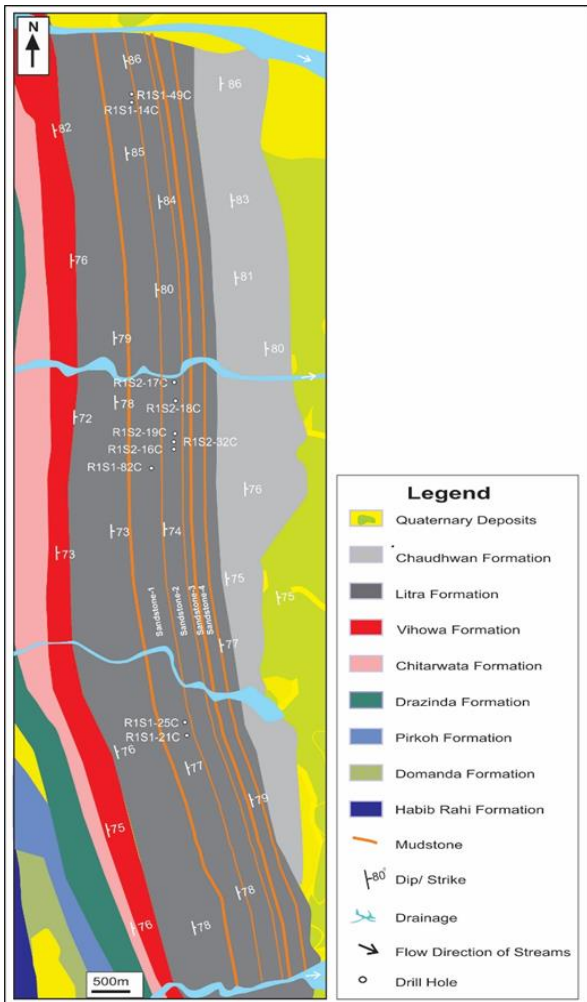 N
86
86
R1S1-49C
R1S1-14C
82
85
84
83
76
81
80
79
80
R1S2-17C
78
R1S2-18C
72
R1S2-19C
R1S2-32C
R1S2-16C
R1S1-82C
76
73
74
73
75
75
Sandstone-1
Sandstone-2
Sandstone-3
Sandstone-4
77
R1S1-25C
R1S1-21C
76
77
79
75
78
76
78
500m
Legend
Quaternary Deposits
Chaudhwan Formation
Litra Formation
Vihowa Formation
Chitarwata Formation
Drazinda Formation
Pirkoh Formation
Domanda Formation
Habib Rahi Formation
Mudstone
80° Dip/ Strike
Drainage
Flow Direction of Streams
Drill Hole